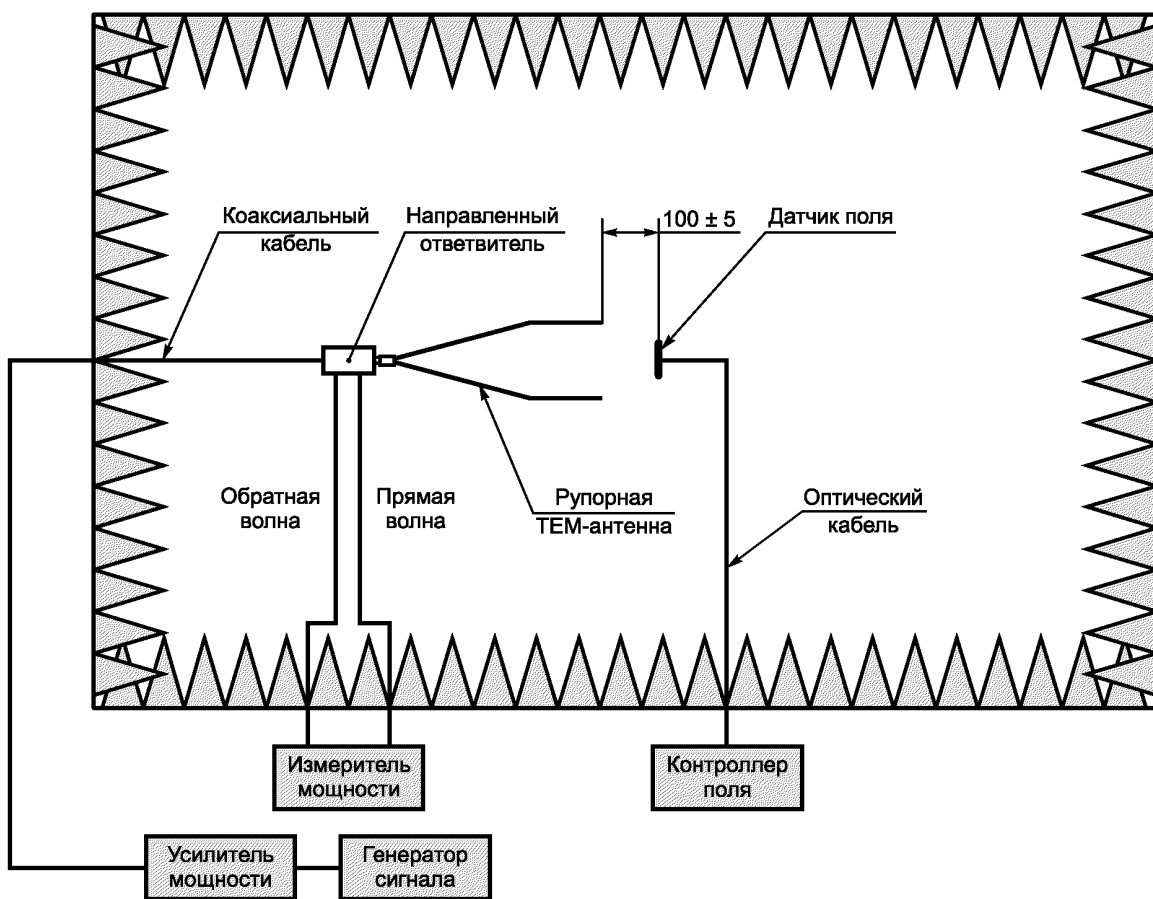 Коаксиальный
кабель
Направленный
ответвитель
100 ± 5
Датчик поля
Обратная
волна
Прямая
волна
Рупорная
ТЕМ-антенна
Оптический
кабель
Измеритель
мощности
Контроллер
поля
Усилитель
мощности
Генератор
сигнала